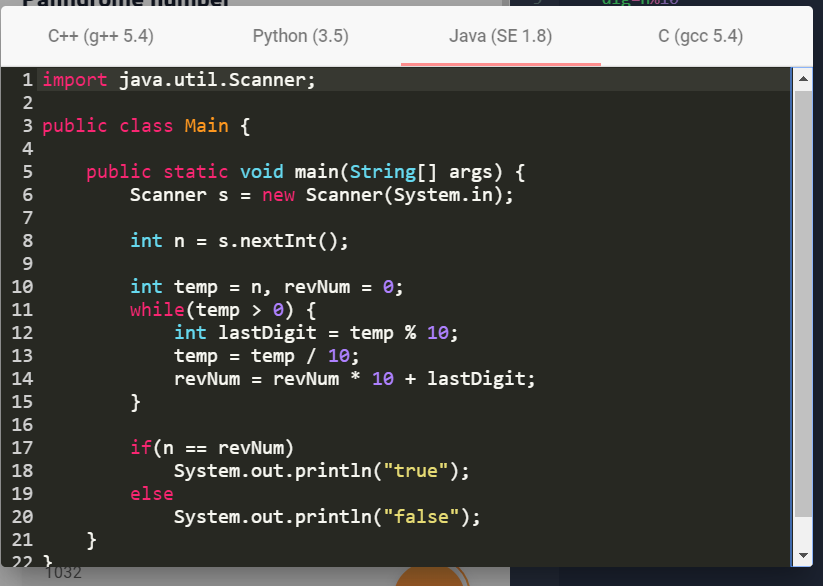 Palindrome number
dig=n%10
C++ (g++ 5.4) Python (3.5) Java (SE 1.8) C (gcc 5.4)
1 import java.util.Scanner;
2
3 public class Main {
4
5     public static void main(String[] args) {
6         Scanner s = new Scanner(System.in);
7
8         int n = s.nextInt();
9
10         int temp = n, revNum = 0;
11         while(temp > 0) {
12             int lastDigit = temp % 10;
13             temp = temp / 10;
14             revNum = revNum * 10 + lastDigit;
15         }
16
17         if(n == revNum)
18             System.out.println("true");
19         else
20             System.out.println("false");
21     }
22 }
1032